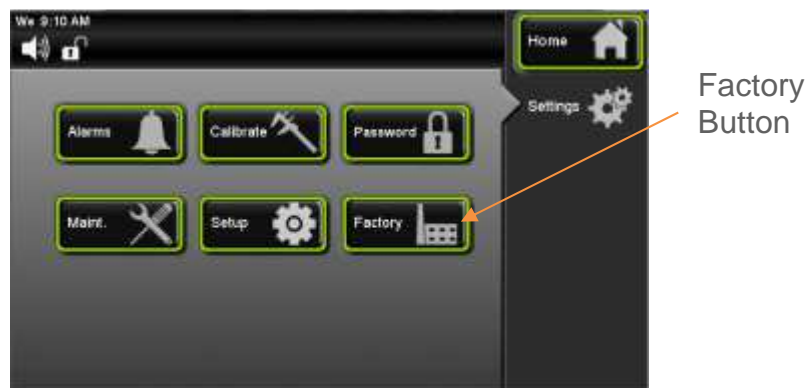 We 9:10 AM
Home
Settings
Alarms
Calibrate
Password
Maint.
Setup
Factory
Factory
Button